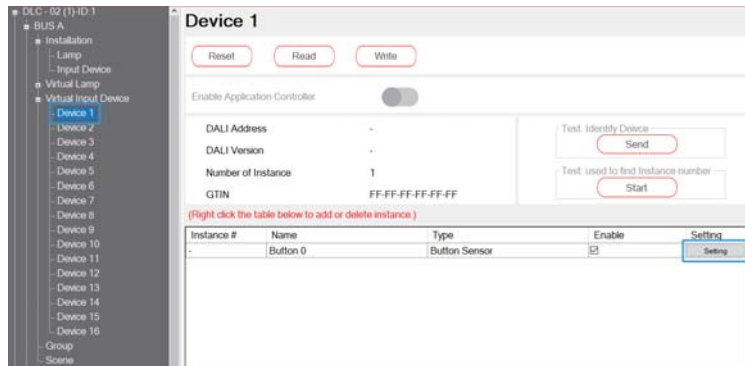 DLC - 02 (1)-ID:1
BUS A
Installation
Lamp
Input Device
Virtual Lamp
Virtual Input Device
Device 1
Device 2
Device 3
Device 4
Device 5
Device 6
Device 7
Device 8
Device 9
Device 10
Device 11
Device 12
Device 13
Device 14
Device 15
Device 16
Group
Scene
Device 1
Reset Read Write
Enable Application Controller
DALI Address -
DALI Version -
Number of Instance 1
GTIN FF-FF-FF-FF-FF-FF
Test: Identify Deivce
Send
Test: used to find Instance number
Start
(Right click the table below to add or delete instance.)
Instance # Name Type Enable Setting
- Button 0 Button Sensor Setting